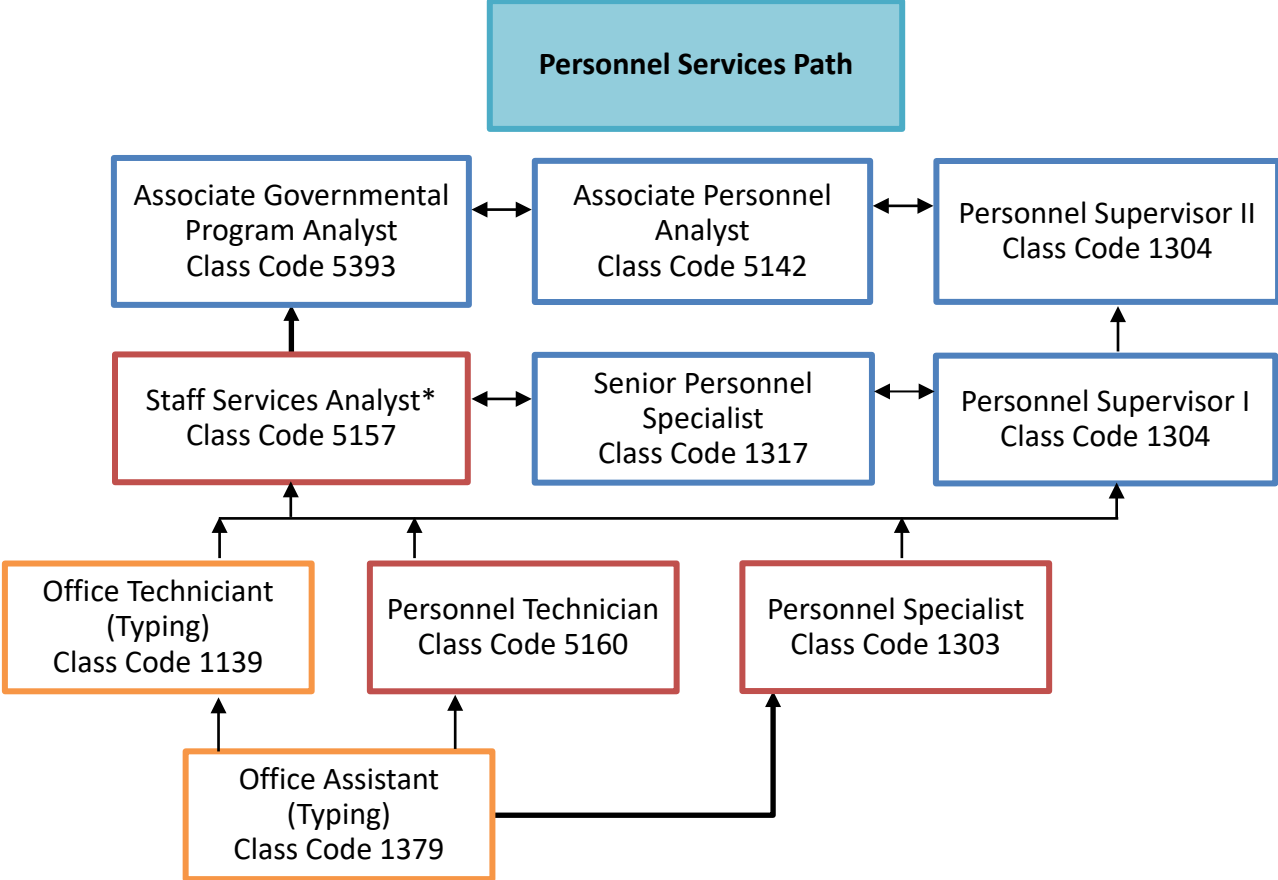 Personnel Services Path
Associate Governmental
Program Analyst
Class Code 5393
Associate Personnel
Analyst
Class Code 5142
Personnel Supervisor II
Class Code 1304
Staff Services Analyst*
Class Code 5157
Senior Personnel
Specialist
Class Code 1317
Personnel Supervisor I
Class Code 1304
Office Techniciant
(Typing)
Class Code 1139
Personnel Technician
Class Code 5160
Personnel Specialist
Class Code 1303
Office Assistant
(Typing)
Class Code 1379